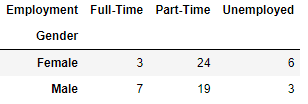 Employment Full-Time Part-Time Unemployed
Gender
Female 3 24 6
Male 7 19 3